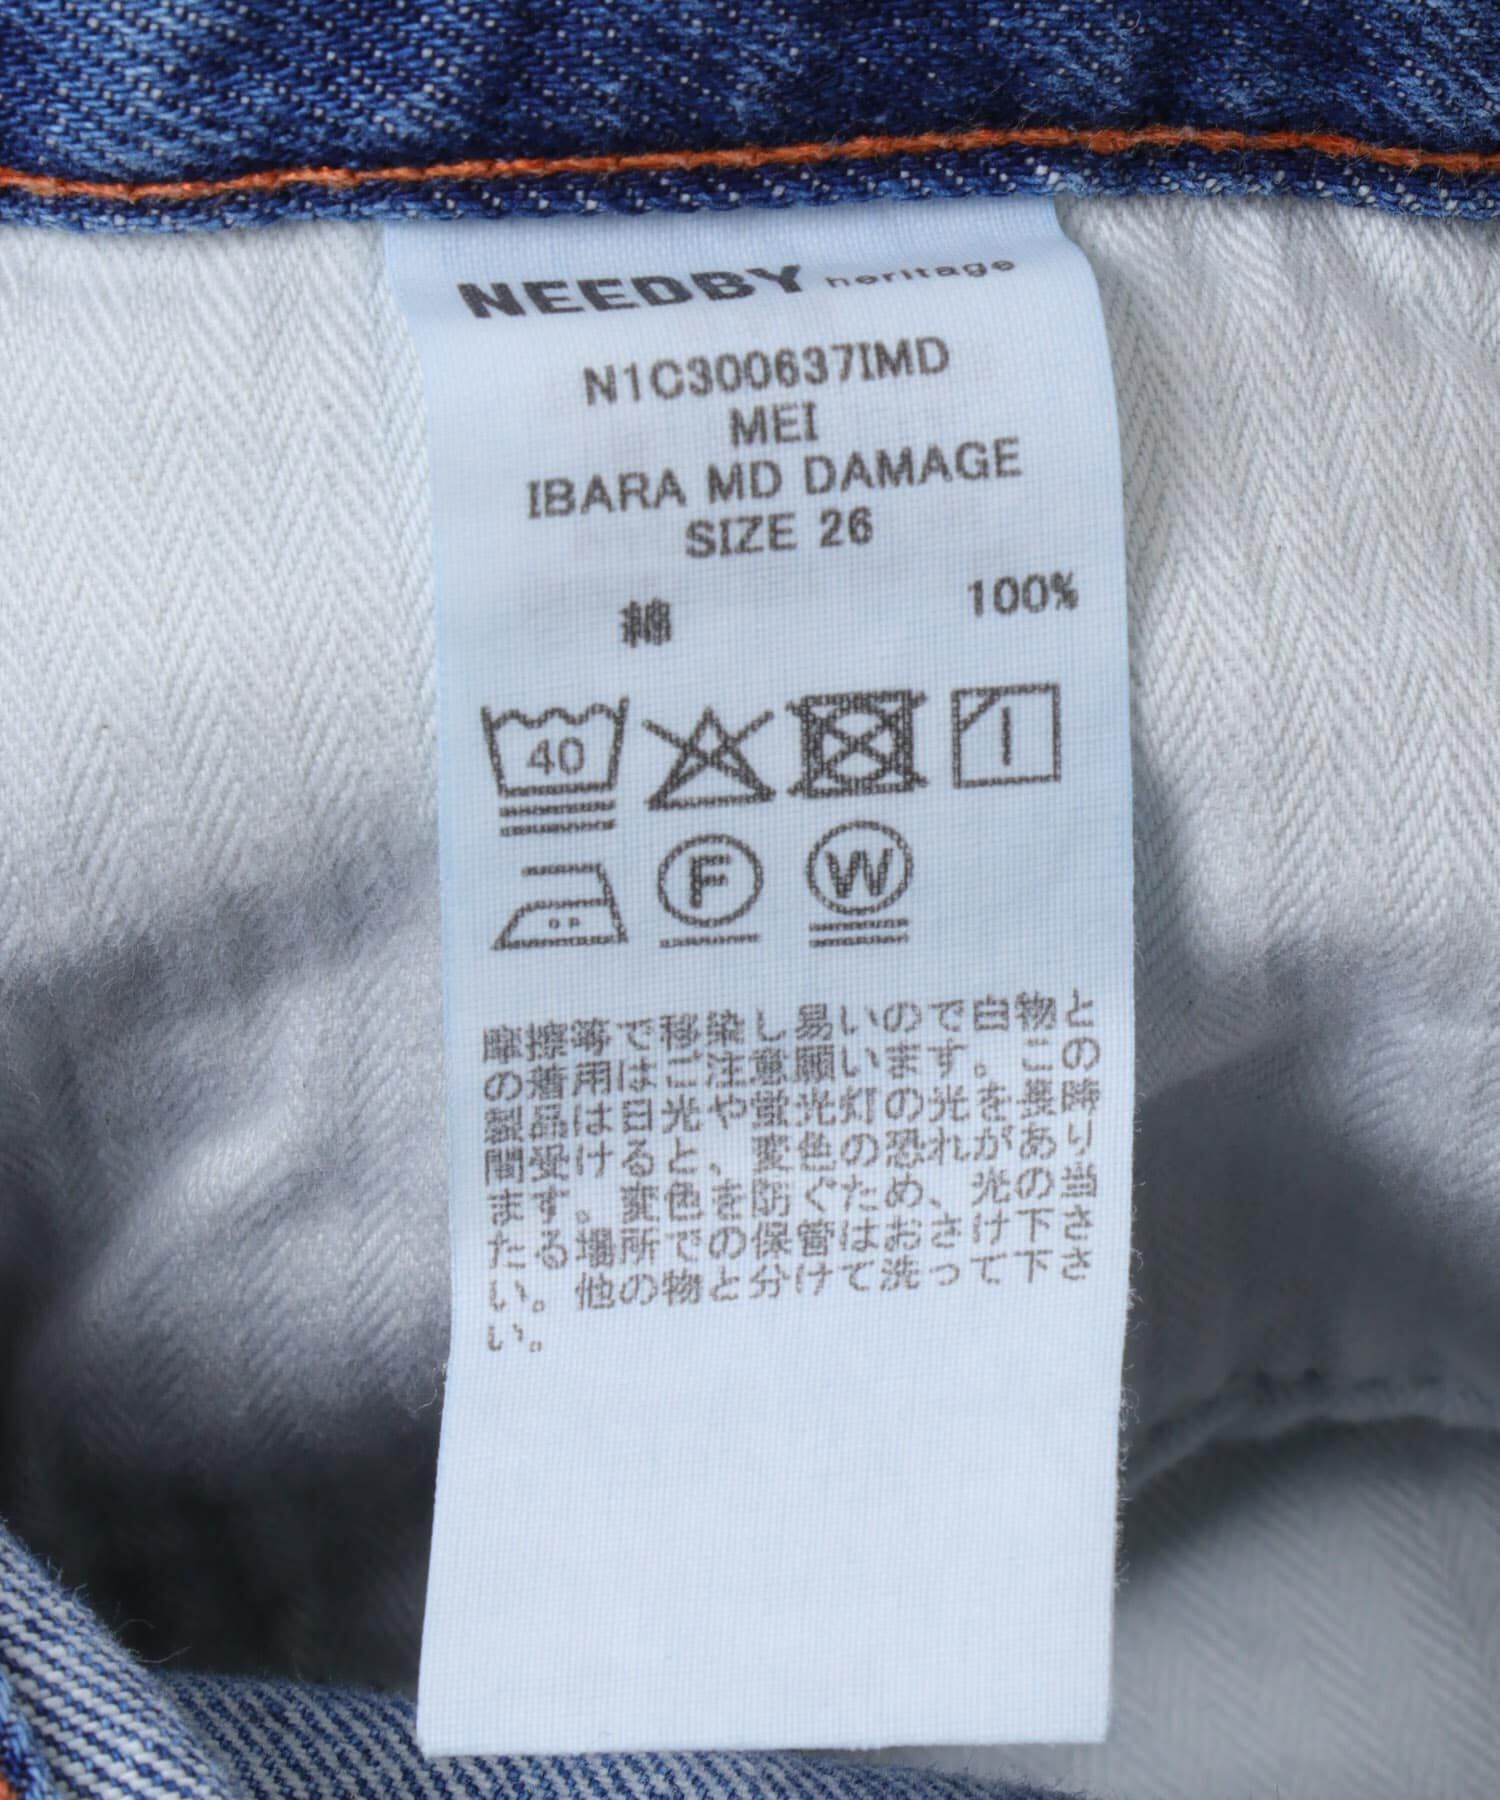 NEEDBY heritage
N1C300637IMD
MEI
IBARA MD DAMAGE
SIZE 26
綿 100%
40
F W
摩擦等で移染し易いので白物と
の着用はご注意願います。この
製品は日光や蛍光灯の光を長時
間受けると、変色の恐れがあり
ます。変色を防ぐため、光の当
たる場所での保管はおさけ下さ
い。他の物と分けて洗って下さ
い。